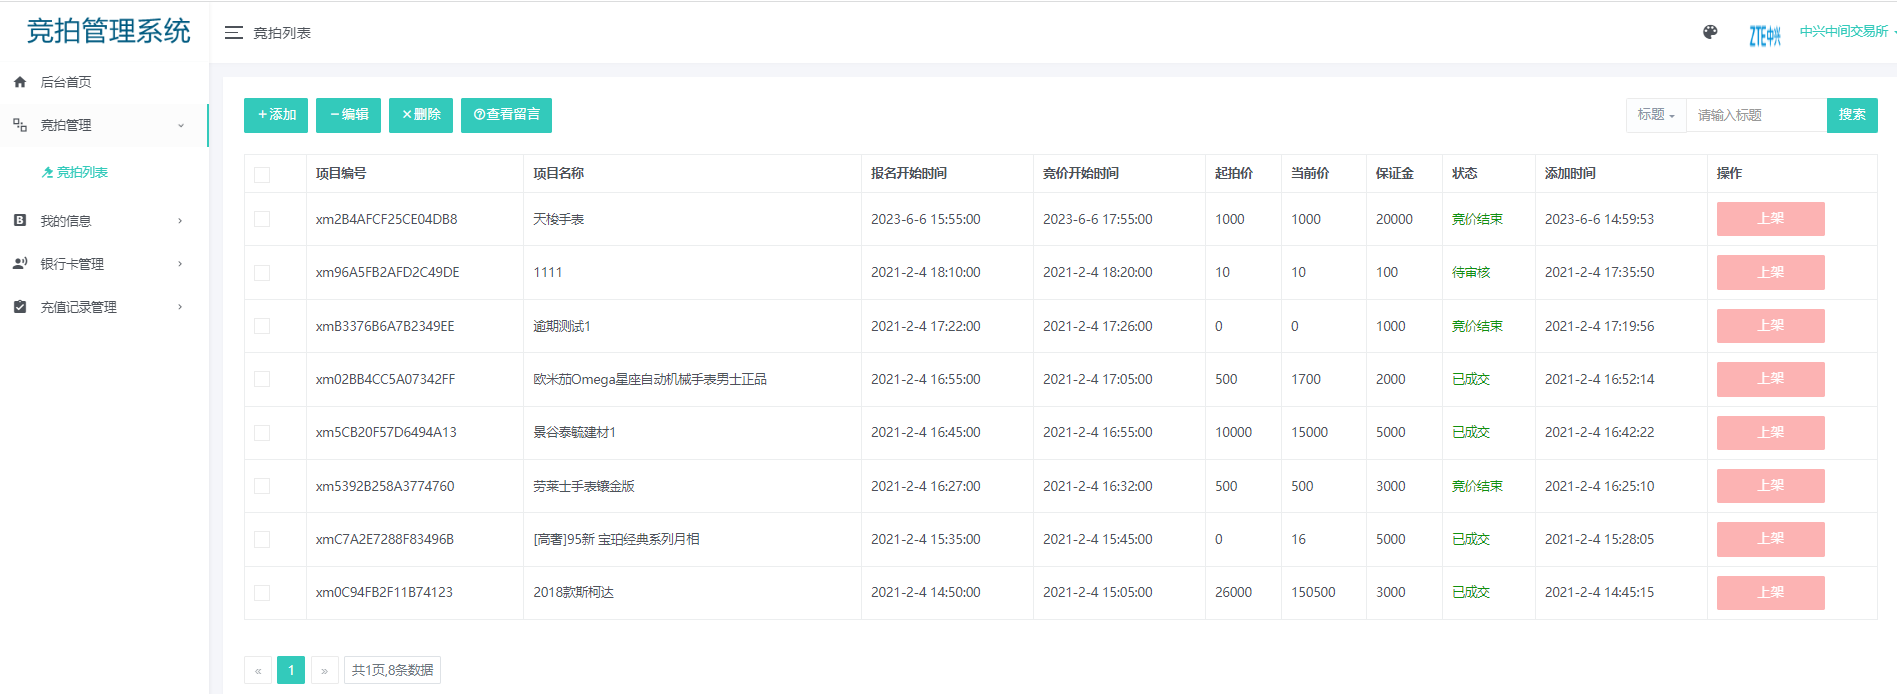 竞拍管理系统
竞拍列表
ZTE中兴
中兴中间交易所
后台首页
竞拍管理
竞拍列表
我的信息
银行卡管理
充值记录管理
+添加 −编辑 ×删除 查看留言
标题 请输入标题 搜索
项目编号 项目名称 报名开始时间 竞价开始时间 起拍价 当前价 保证金 状态 添加时间 操作
xm2B4AFCF25CE04DB8 天梭手表 2023-6-6 15:55:00 2023-6-6 17:55:00 1000 1000 20000 竞价结束 2023-6-6 14:59:53 上架
xm96A5FB2AFD2C49DE 1111 2021-2-4 18:10:00 2021-2-4 18:20:00 10 10 100 待审核 2021-2-4 17:35:50 上架
xmB3376B6A7B2349EE 逾期测试1 2021-2-4 17:22:00 2021-2-4 17:26:00 0 0 1000 竞价结束 2021-2-4 17:19:56 上架
xm02BB4CC5A07342FF 欧米茄Omega星座自动机械手表男士正品 2021-2-4 16:55:00 2021-2-4 17:05:00 500 1700 2000 已成交 2021-2-4 16:52:14 上架
xm5CB20F57D6494A13 景谷泰毓建材1 2021-2-4 16:45:00 2021-2-4 16:55:00 10000 15000 5000 已成交 2021-2-4 16:42:22 上架
xm5392B258A3774760 劳莱士手表镶金版 2021-2-4 16:27:00 2021-2-4 16:32:00 500 500 3000 竞价结束 2021-2-4 16:25:10 上架
xmC7A2E7288F83496B [高奢]95新 宝珀经典系列月相 2021-2-4 15:35:00 2021-2-4 15:45:00 0 16 5000 已成交 2021-2-4 15:28:05 上架
xm0C94FB2F11B74123 2018款斯柯达 2021-2-4 14:50:00 2021-2-4 15:05:00 26000 150500 3000 已成交 2021-2-4 14:45:15 上架
« 1 » 共1页,8条数据